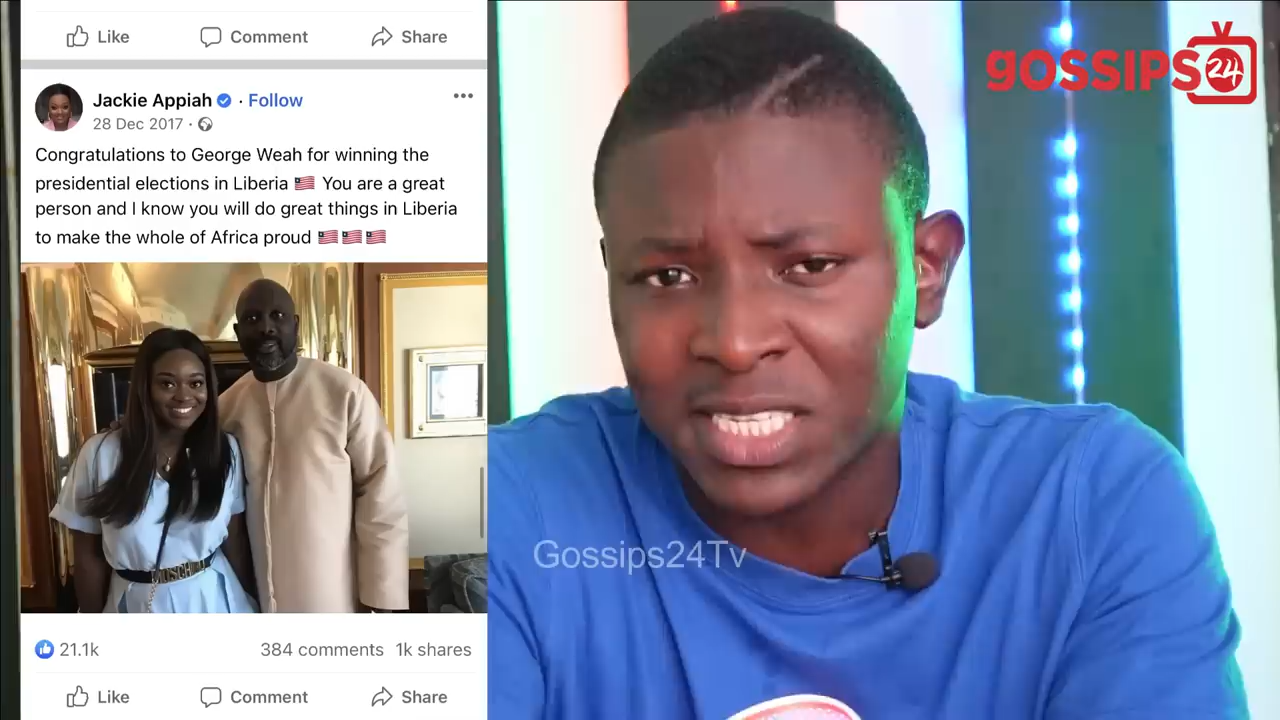 Like Comment Share
Jackie Appiah · Follow
28 Dec 2017 ·
Congratulations to George Weah for winning the
presidential elections in Liberia 🇱🇷 You are a great
person and I know you will do great things in Liberia
to make the whole of Africa proud 🇱🇷🇱🇷🇱🇷
21.1k 384 comments 1k shares
Like Comment Share
gOSSIPS24
Gossips24Tv